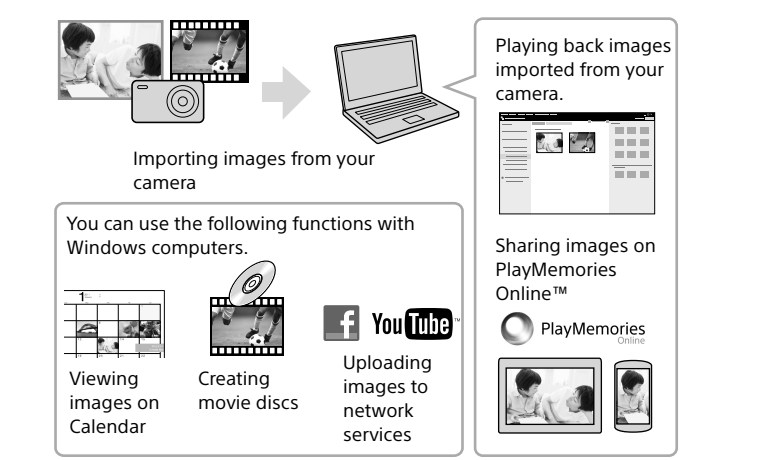 Playing back images
imported from your
camera.
Importing images from your
camera
You can use the following functions with
Windows computers.
Sharing images on
PlayMemories
Online™
1
f
YouTube™
PlayMemories
Online
Viewing
images on
Calendar
Creating
movie discs
Uploading
images to
network
services